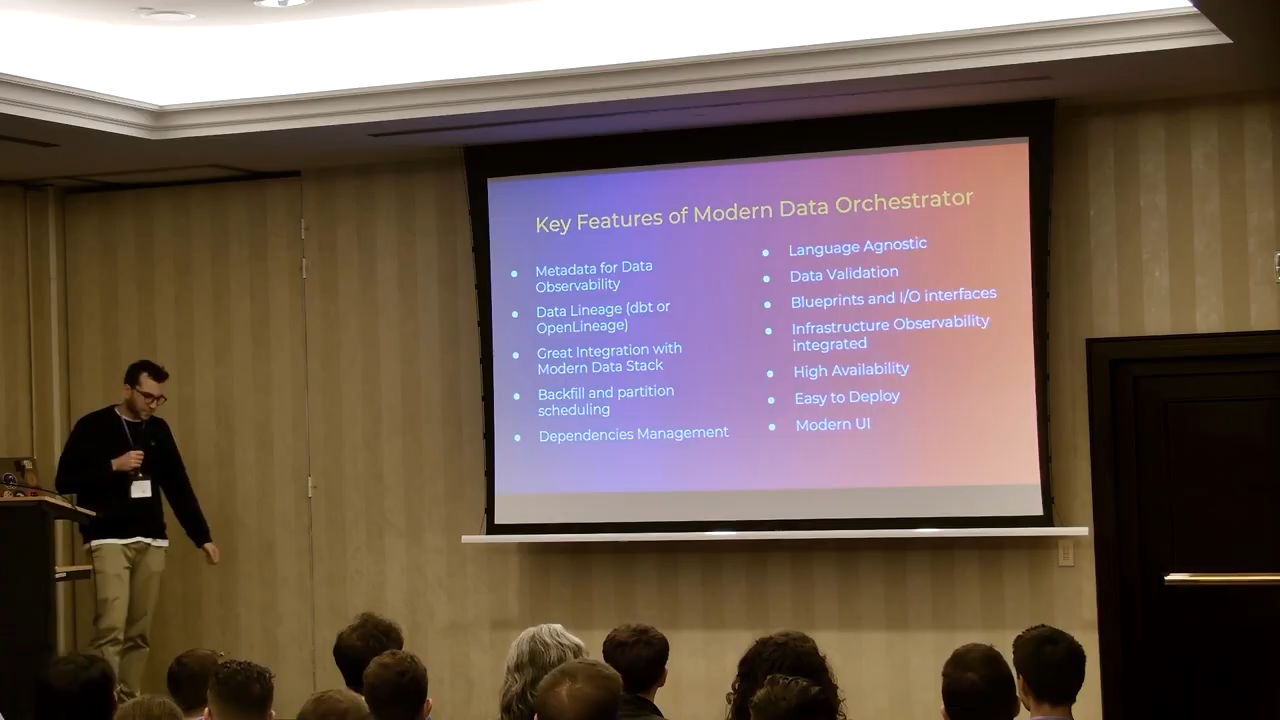 Key Features of Modern Data Orchestrator
Metadata for Data
Observability
Data Lineage (dbt or
OpenLineage)
Great Integration with
Modern Data Stack
Backfill and partition
scheduling
Dependencies Management
Language Agnostic
Data Validation
Blueprints and I/O interfaces
Infrastructure Observability
integrated
High Availability
Easy to Deploy
Modern UI